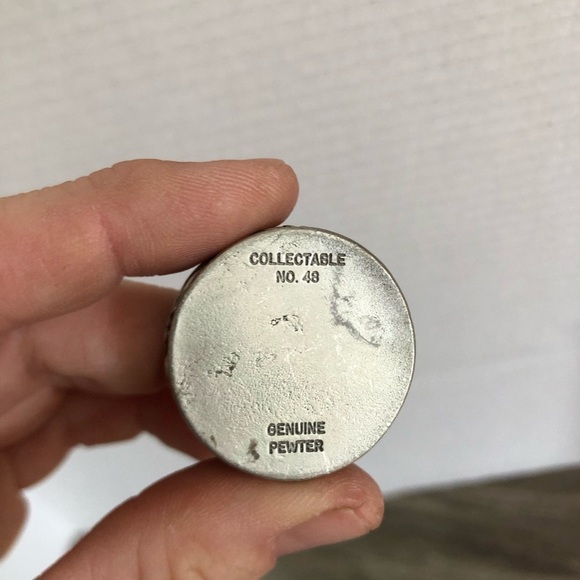 COLLECTABLE
NO. 48
GENUINE
PEWTER